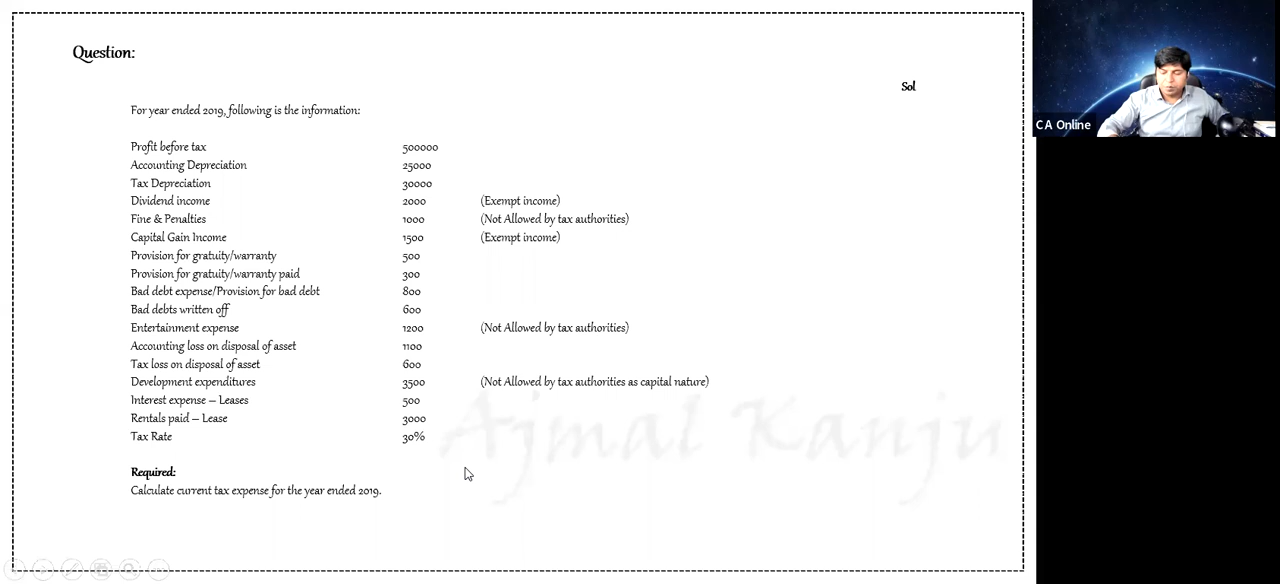 Question:
Sol
For year ended 2019, following is the information:
Profit before tax 500000
Accounting Depreciation 25000
Tax Depreciation 30000
Dividend income 2000 (Exempt income)
Fine & Penalties 1000 (Not Allowed by tax authorities)
Capital Gain Income 1500 (Exempt income)
Provision for gratuity/warranty 500
Provision for gratuity/warranty paid 300
Bad debt expense/Provision for bad debt 800
Bad debts written off 600
Entertainment expense 1200 (Not Allowed by tax authorities)
Accounting loss on disposal of asset 1100
Tax loss on disposal of asset 600
Development expenditures 3500 (Not Allowed by tax authorities as capital nature)
Interest expense – Leases 500
Rentals paid – Lease 3000
Tax Rate 30%
Required:
Calculate current tax expense for the year ended 2019.
Ajmal Kanju
C A Online